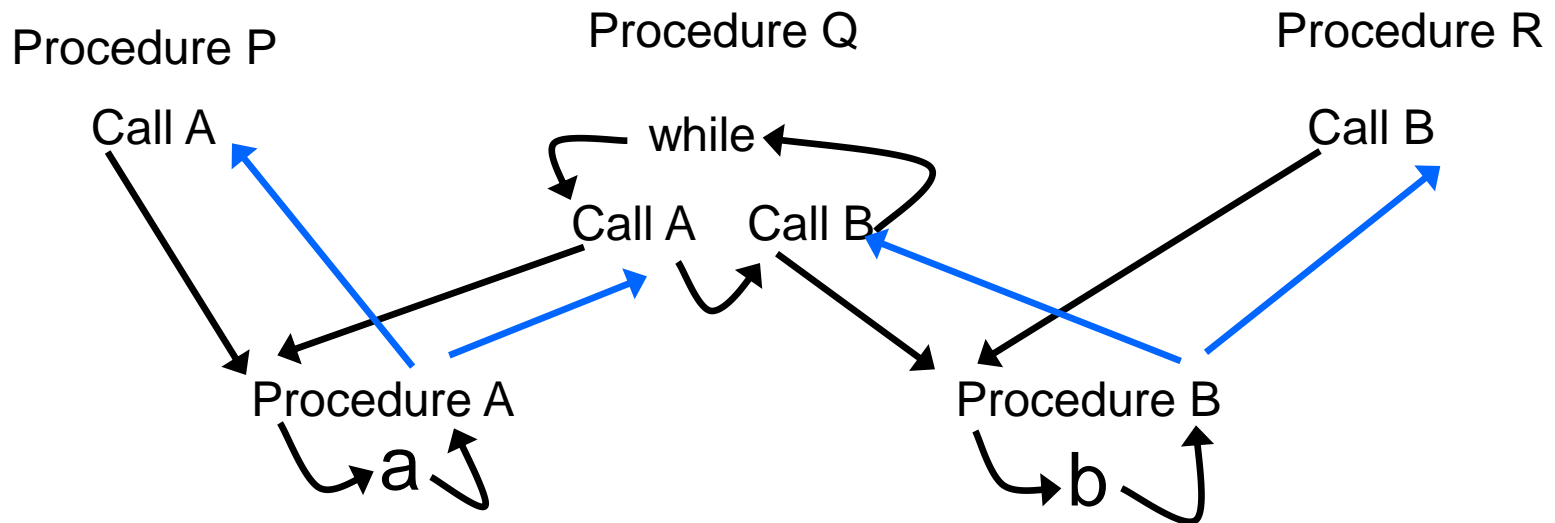 Procedure P
Procedure Q
Procedure R
Call A
while
Call B
Call A
Call B
Procedure A
Procedure B
a
b